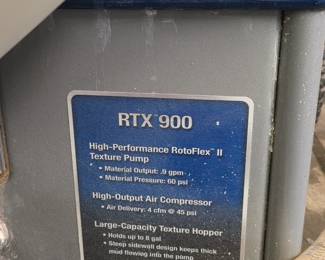 RTX 900
High-Performance RotoFlex™ II
Texture Pump
• Material Output: .9 gpm
• Material Pressure: 60 psi
High-Output Air Compressor
• Air Delivery: 4 cfm @ 45 psi
Large-Capacity Texture Hopper
• Holds up to 8 gal
• Steep sidewall design keeps thick
mud flowing into the pump